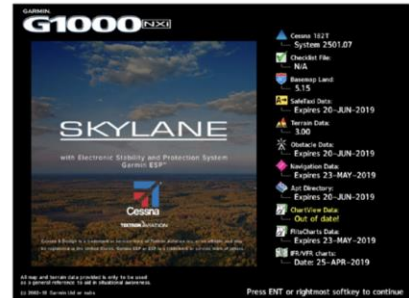 GARMIN.
G1000 NXi
SKYLANE
with Electronic Stability and Protection System
Garmin ESP™
Cessna
TEXTRON AVIATION
All map and terrain data provided is only to be used
as a general reference to aid in situational awareness.
Cessna 182T
System 2501.07
Checklist File:
N/A
Basemap Land:
5.15
SafeTaxi Data:
Expires 20-JUN-2019
Terrain Data:
3.00
Obstacle Data:
Expires 20-JUN-2019
Navigation Data:
Expires 23-MAY-2019
Apt Directory:
Expires 20-JUN-2019
ChartView Data:
Out of date!
FliteCharts Data:
Expires 23-MAY-2019
IFR/VFR charts:
Date: 25-APR-2019
Press ENT or rightmost softkey to continue